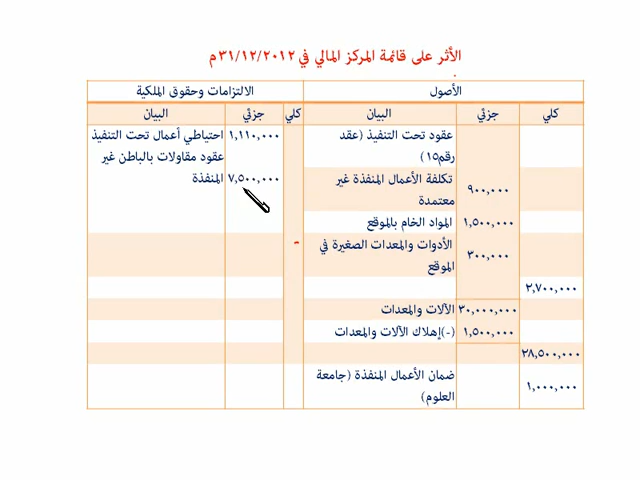 الأثر على قائمة المركز المالي في ٣١/١٢/٢٠١٢م
الأصول
الالتزامات وحقوق الملكية
كلي جزئي البيان كلي جزئي البيان
عقود تحت التنفيذ (عقد
رقم١٥)
٩٠٠,٠٠٠ تكلفة الأعمال المنفذة غير
معتمدة
١,٥٠٠,٠٠٠ المواد الخام بالموقع
٣٠٠,٠٠٠ الأدوات والمعدات الصغيرة في
الموقع
٢,٧٠٠,٠٠٠
٣٠,٠٠٠,٠٠٠ الآلات والمعدات
١,٥٠٠,٠٠٠ (-)إهلاك الآلات والمعدات
٢٨,٥٠٠,٠٠٠
١,٠٠٠,٠٠٠ ضمان الأعمال المنفذة (جامعة
العلوم)
١,١١٠,٠٠٠ احتياطي أعمال تحت التنفيذ
عقود مقاولات بالباطن غير
٧,٥٠٠,٠٠٠ المنفذة